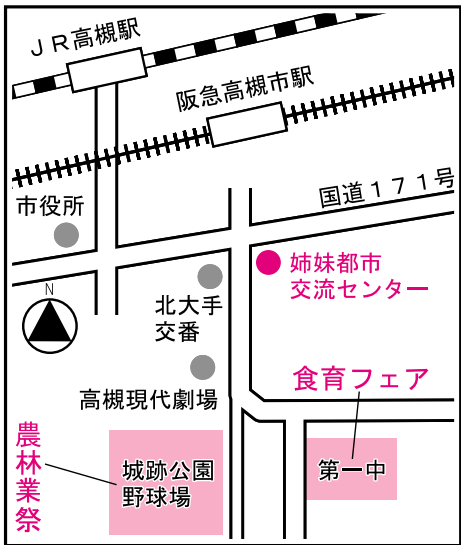 JR高槻駅
阪急高槻市駅
国道171号
市役所
N
姉妹都市
交流センター
北大手
交番
高槻現代劇場
食育フェア
農林業祭
城跡公園
野球場
第一中